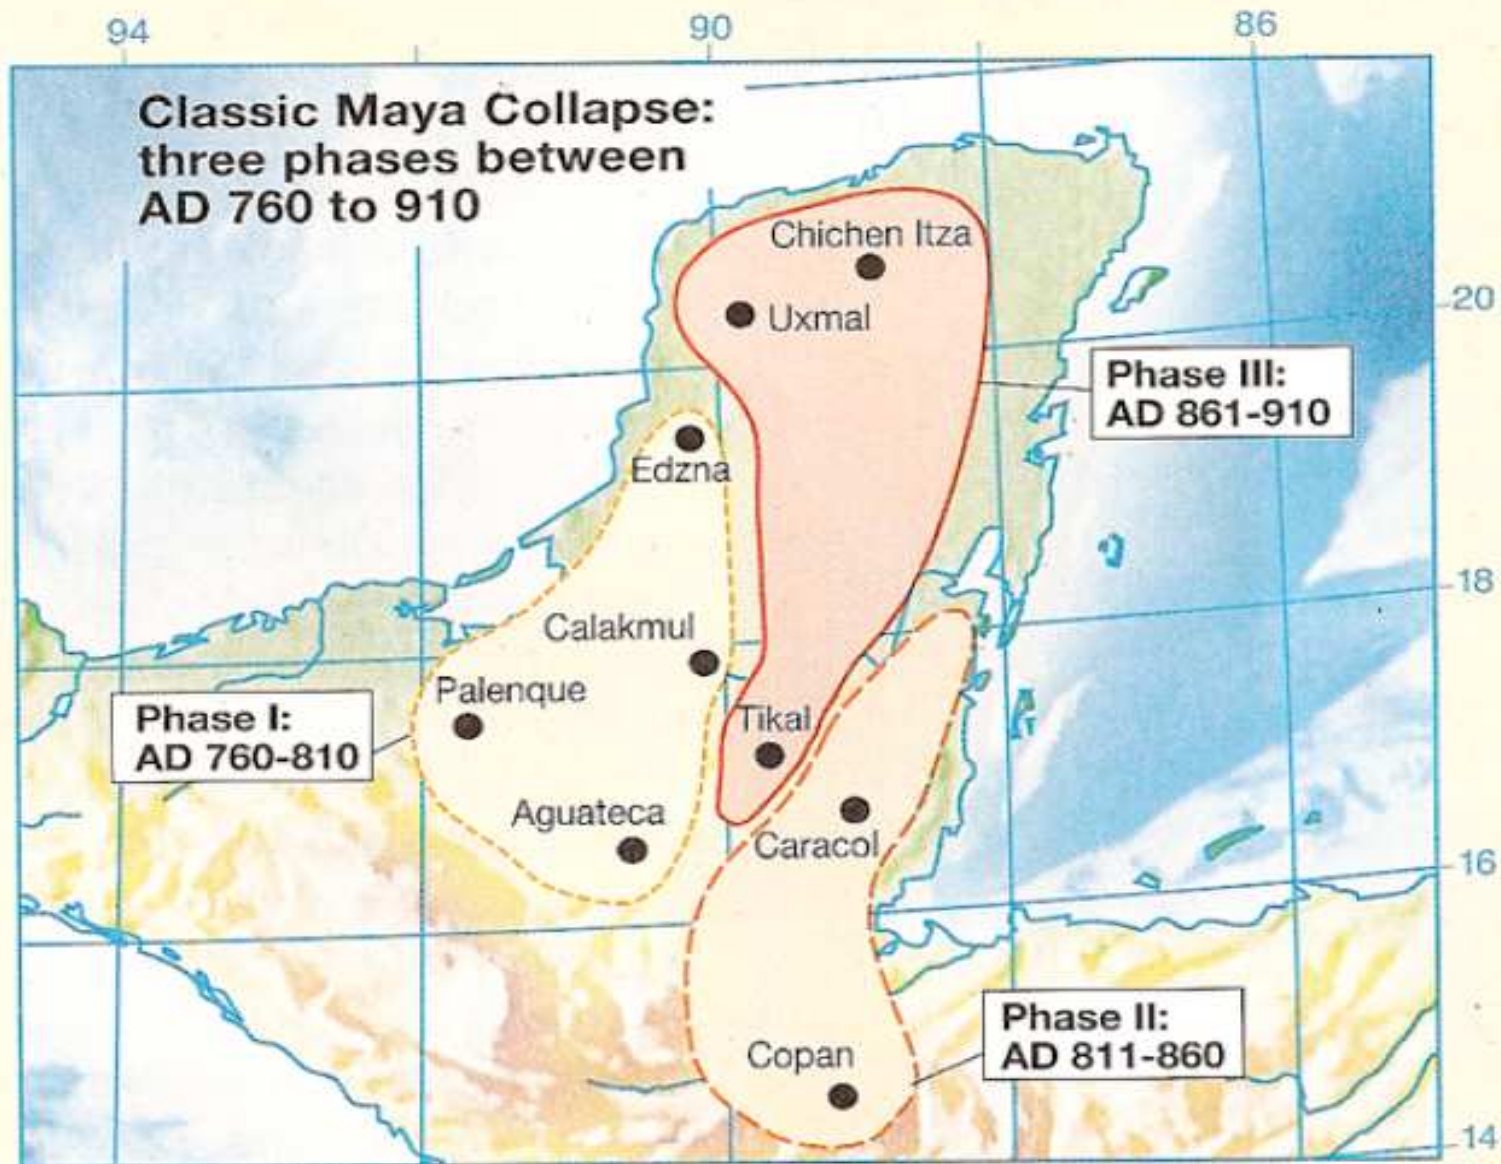 94
90
86
Classic Maya Collapse:
three phases between
AD 760 to 910
Chichen Itza
Uxmal
20
Phase III:
AD 861-910
Edzna
18
Calakmul
Palenque
Phase I:
AD 760-810
Tikal
Aguateca
Caracol
16
Phase II:
AD 811-860
Copan
14